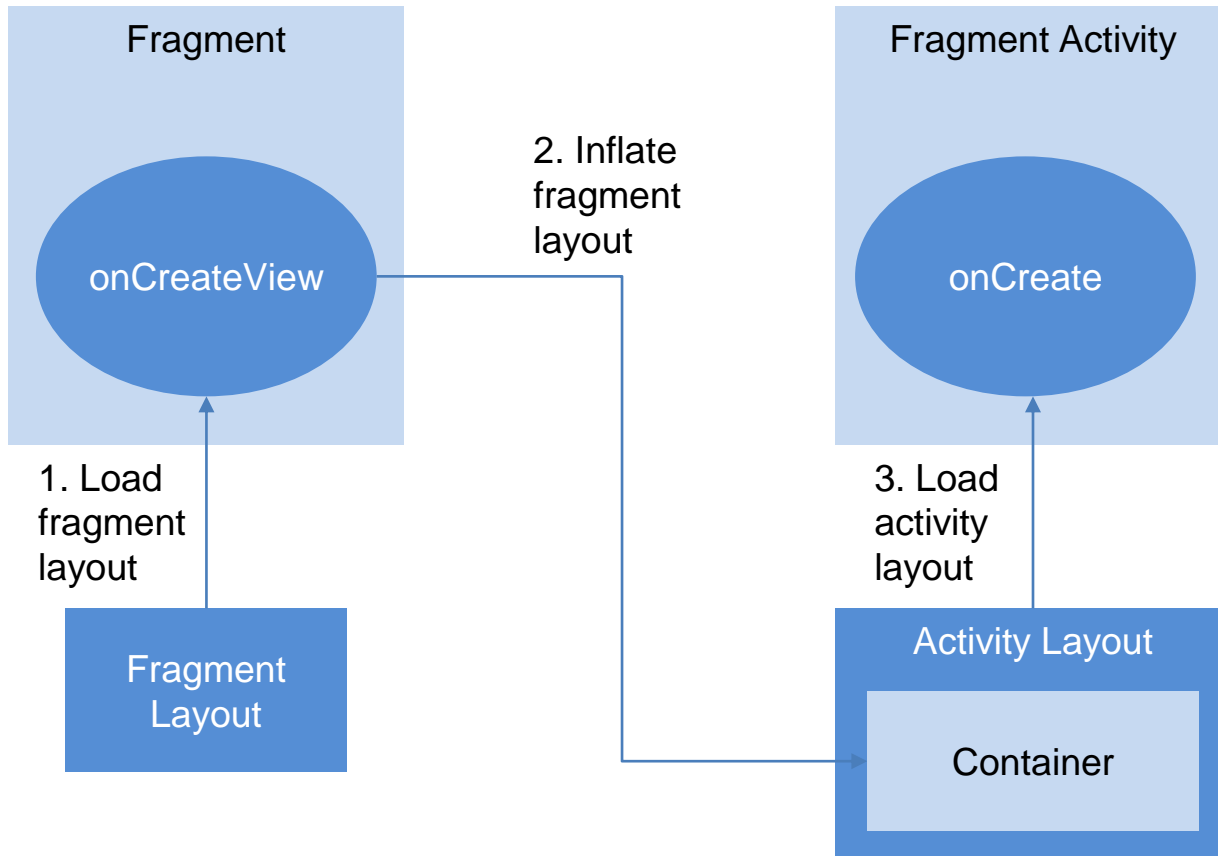 Fragment
Fragment Activity
2. Inflate
fragment
layout
onCreateView
onCreate
1. Load
fragment
layout
3. Load
activity
layout
Fragment
Layout
Activity Layout
Container